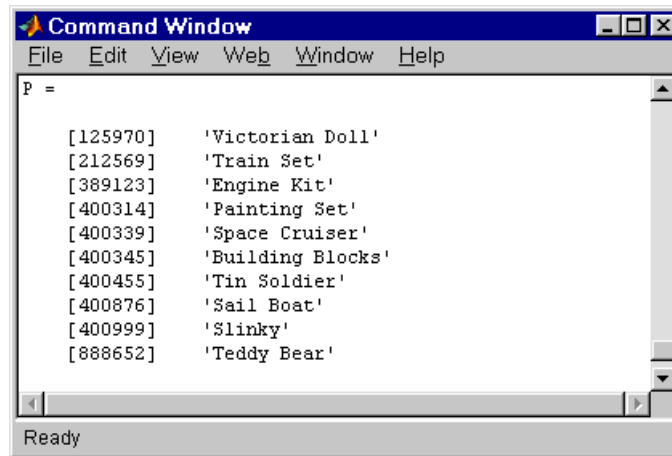 Command Window
File Edit View Web Window Help
P =
[125970] 'Victorian Doll'
[212569] 'Train Set'
[389123] 'Engine Kit'
[400314] 'Painting Set'
[400339] 'Space Cruiser'
[400345] 'Building Blocks'
[400455] 'Tin Soldier'
[400876] 'Sail Boat'
[400999] 'Slinky'
[888652] 'Teddy Bear'
Ready